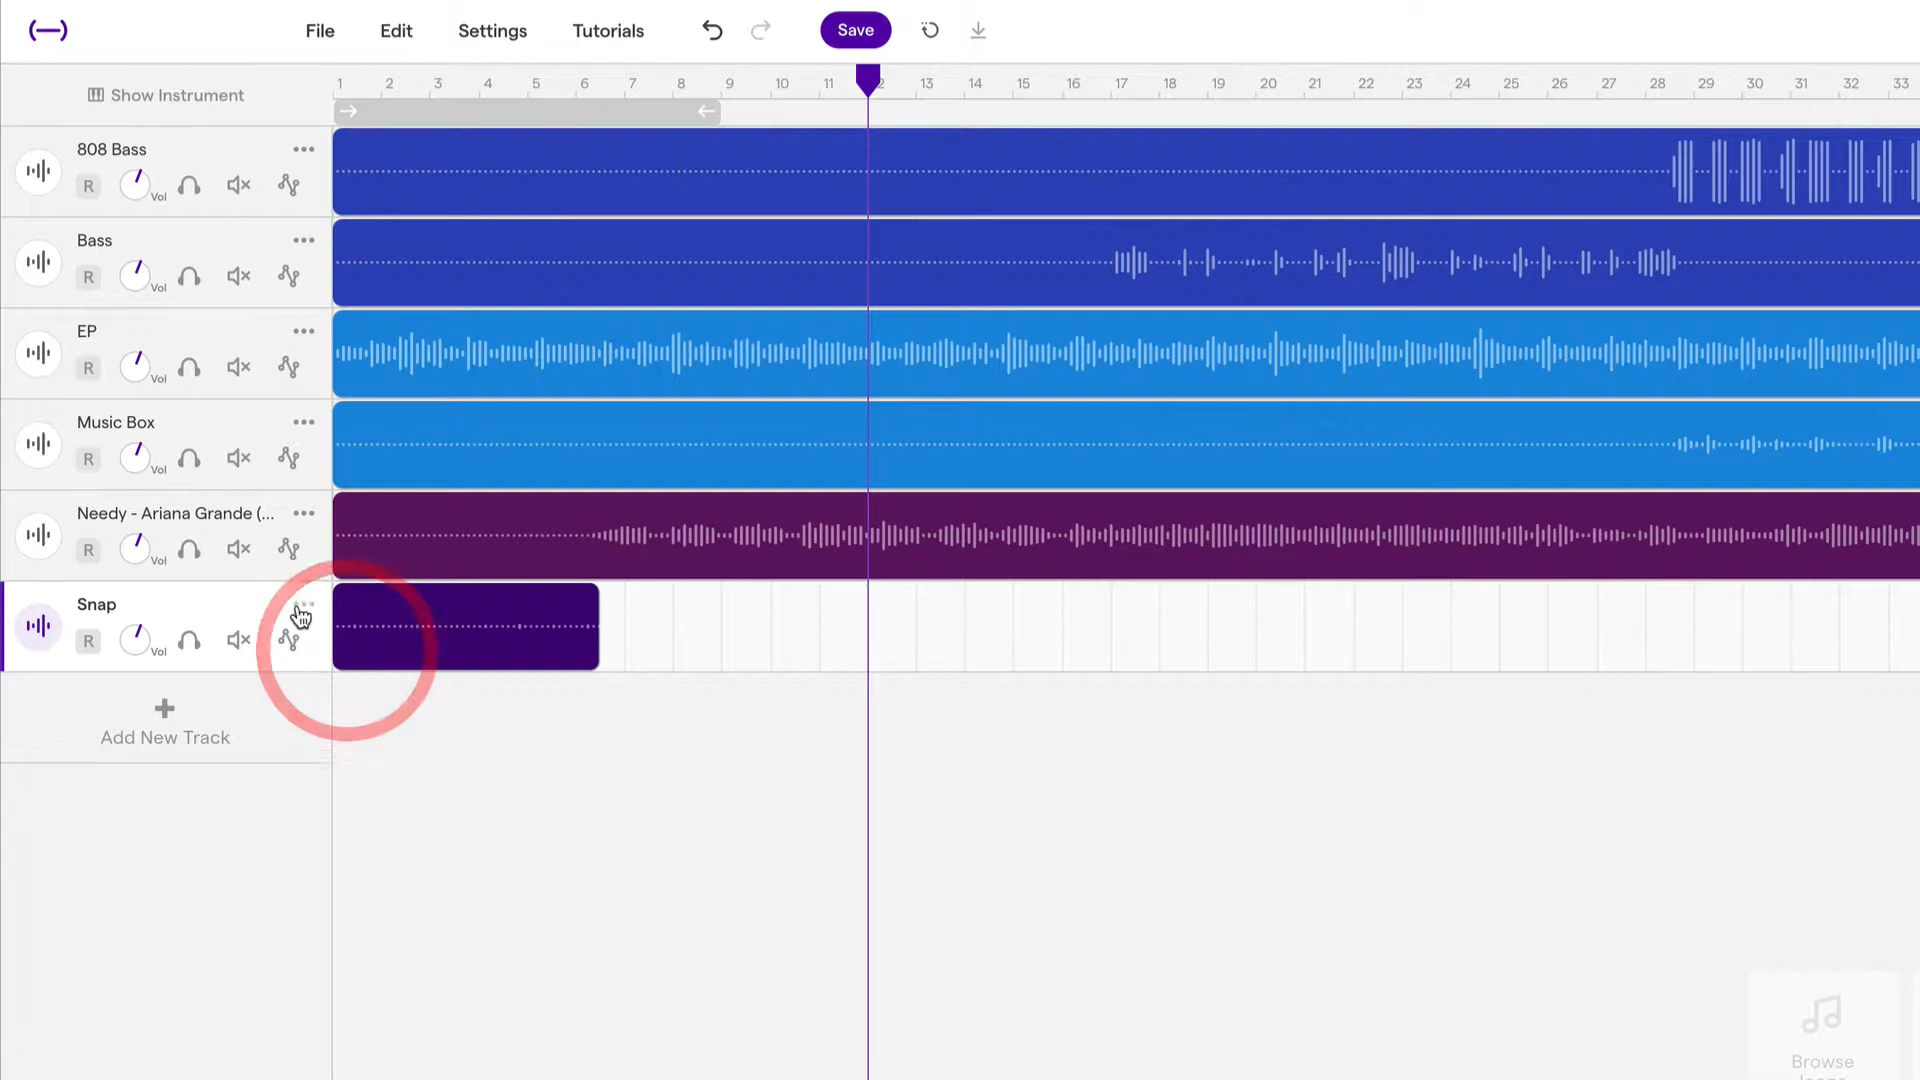 File Edit Settings Tutorials Save
Show Instrument
1 2 3 4 5 6 7 8 9 10 11 2 13 14 15 16 17 18 19 20 21 22 23 24 25 26 27 28 29 30 31 32 33
808 Bass
R Vol
Bass
R Vol
EP
R Vol
Music Box
R Vol
Needy - Ariana Grande (...
R Vol
Snap
R Vol
Add New Track
Browse